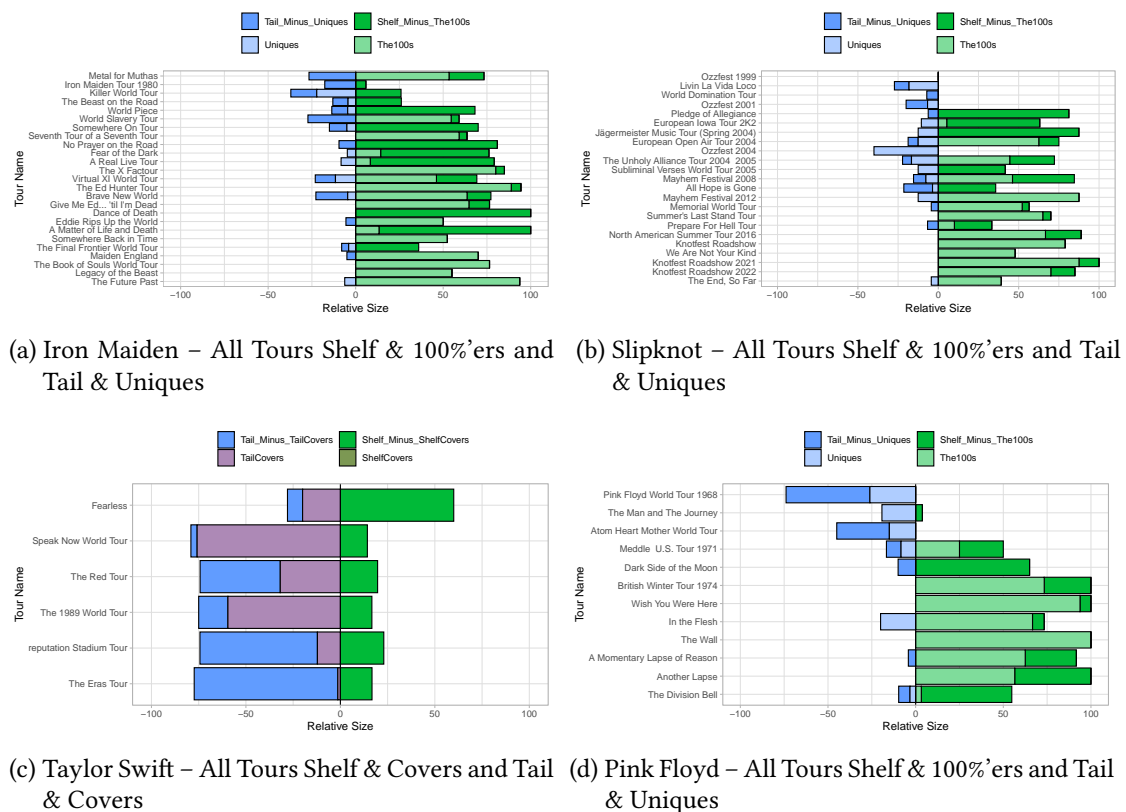 Tail_Minus_Uniques
Shelf_Minus_The100s
Uniques
The100s
Metal for Muthas
Iron Maiden Tour 1980
Killer World Tour
The Beast on the Road
World Piece
World Slavery Tour
Somewhere On Tour
Seventh Tour of a Seventh Tour
No Prayer on the Road
Fear of the Dark
A Real Live Tour
The X Factour
Virtual XI World Tour
The Ed Hunter Tour
Brave New World
Give Me Ed... 'til I'm Dead
Dance of Death
Eddie Rips Up the World
A Matter of Life and Death
Somewhere Back in Time
The Final Frontier World Tour
Maiden England
The Book of Souls World Tour
Legacy of the Beast
The Future Past
Tour Name
−100 −50 0 50 100
Relative Size
(a) Iron Maiden – All Tours Shelf & 100%'ers and
Tail & Uniques
Tail_Minus_Uniques
Shelf_Minus_The100s
Uniques
The100s
Ozzfest 1999
Livin La Vida Loco
World Domination Tour
Ozzfest 2001
Pledge of Allegiance
European Iowa Tour 2K2
Jägermeister Music Tour (Spring 2004)
European Open Air Tour 2004
Ozzfest 2004
The Unholy Alliance Tour 2004 2005
Subliminal Verses World Tour 2005
Mayhem Festival 2008
All Hope is Gone
Mayhem Festival 2012
Memorial World Tour
Summer's Last Stand Tour
Prepare For Hell Tour
North American Summer Tour 2016
Knotfest Roadshow
We Are Not Your Kind
Knotfest Roadshow 2021
Knotfest Roadshow 2022
The End, So Far
Tour Name
−100 −50 0 50 100
Relative Size
(b) Slipknot – All Tours Shelf & 100%'ers and Tail
& Uniques
Tail_Minus_TailCovers
Shelf_Minus_ShelfCovers
TailCovers
ShelfCovers
Fearless
Speak Now World Tour
The Red Tour
The 1989 World Tour
reputation Stadium Tour
The Eras Tour
Tour Name
−100 −50 0 50 100
Relative Size
(c) Taylor Swift – All Tours Shelf & Covers and Tail
& Covers
Tail_Minus_Uniques
Shelf_Minus_The100s
Uniques
The100s
Pink Floyd World Tour 1968
The Man and The Journey
Atom Heart Mother World Tour
Meddle U.S. Tour 1971
Dark Side of the Moon
British Winter Tour 1974
Wish You Were Here
In the Flesh
The Wall
A Momentary Lapse of Reason
Another Lapse
The Division Bell
Tour Name
−100 −50 0 50 100
Relative Size
(d) Pink Floyd – All Tours Shelf & 100%'ers and Tail
& Uniques